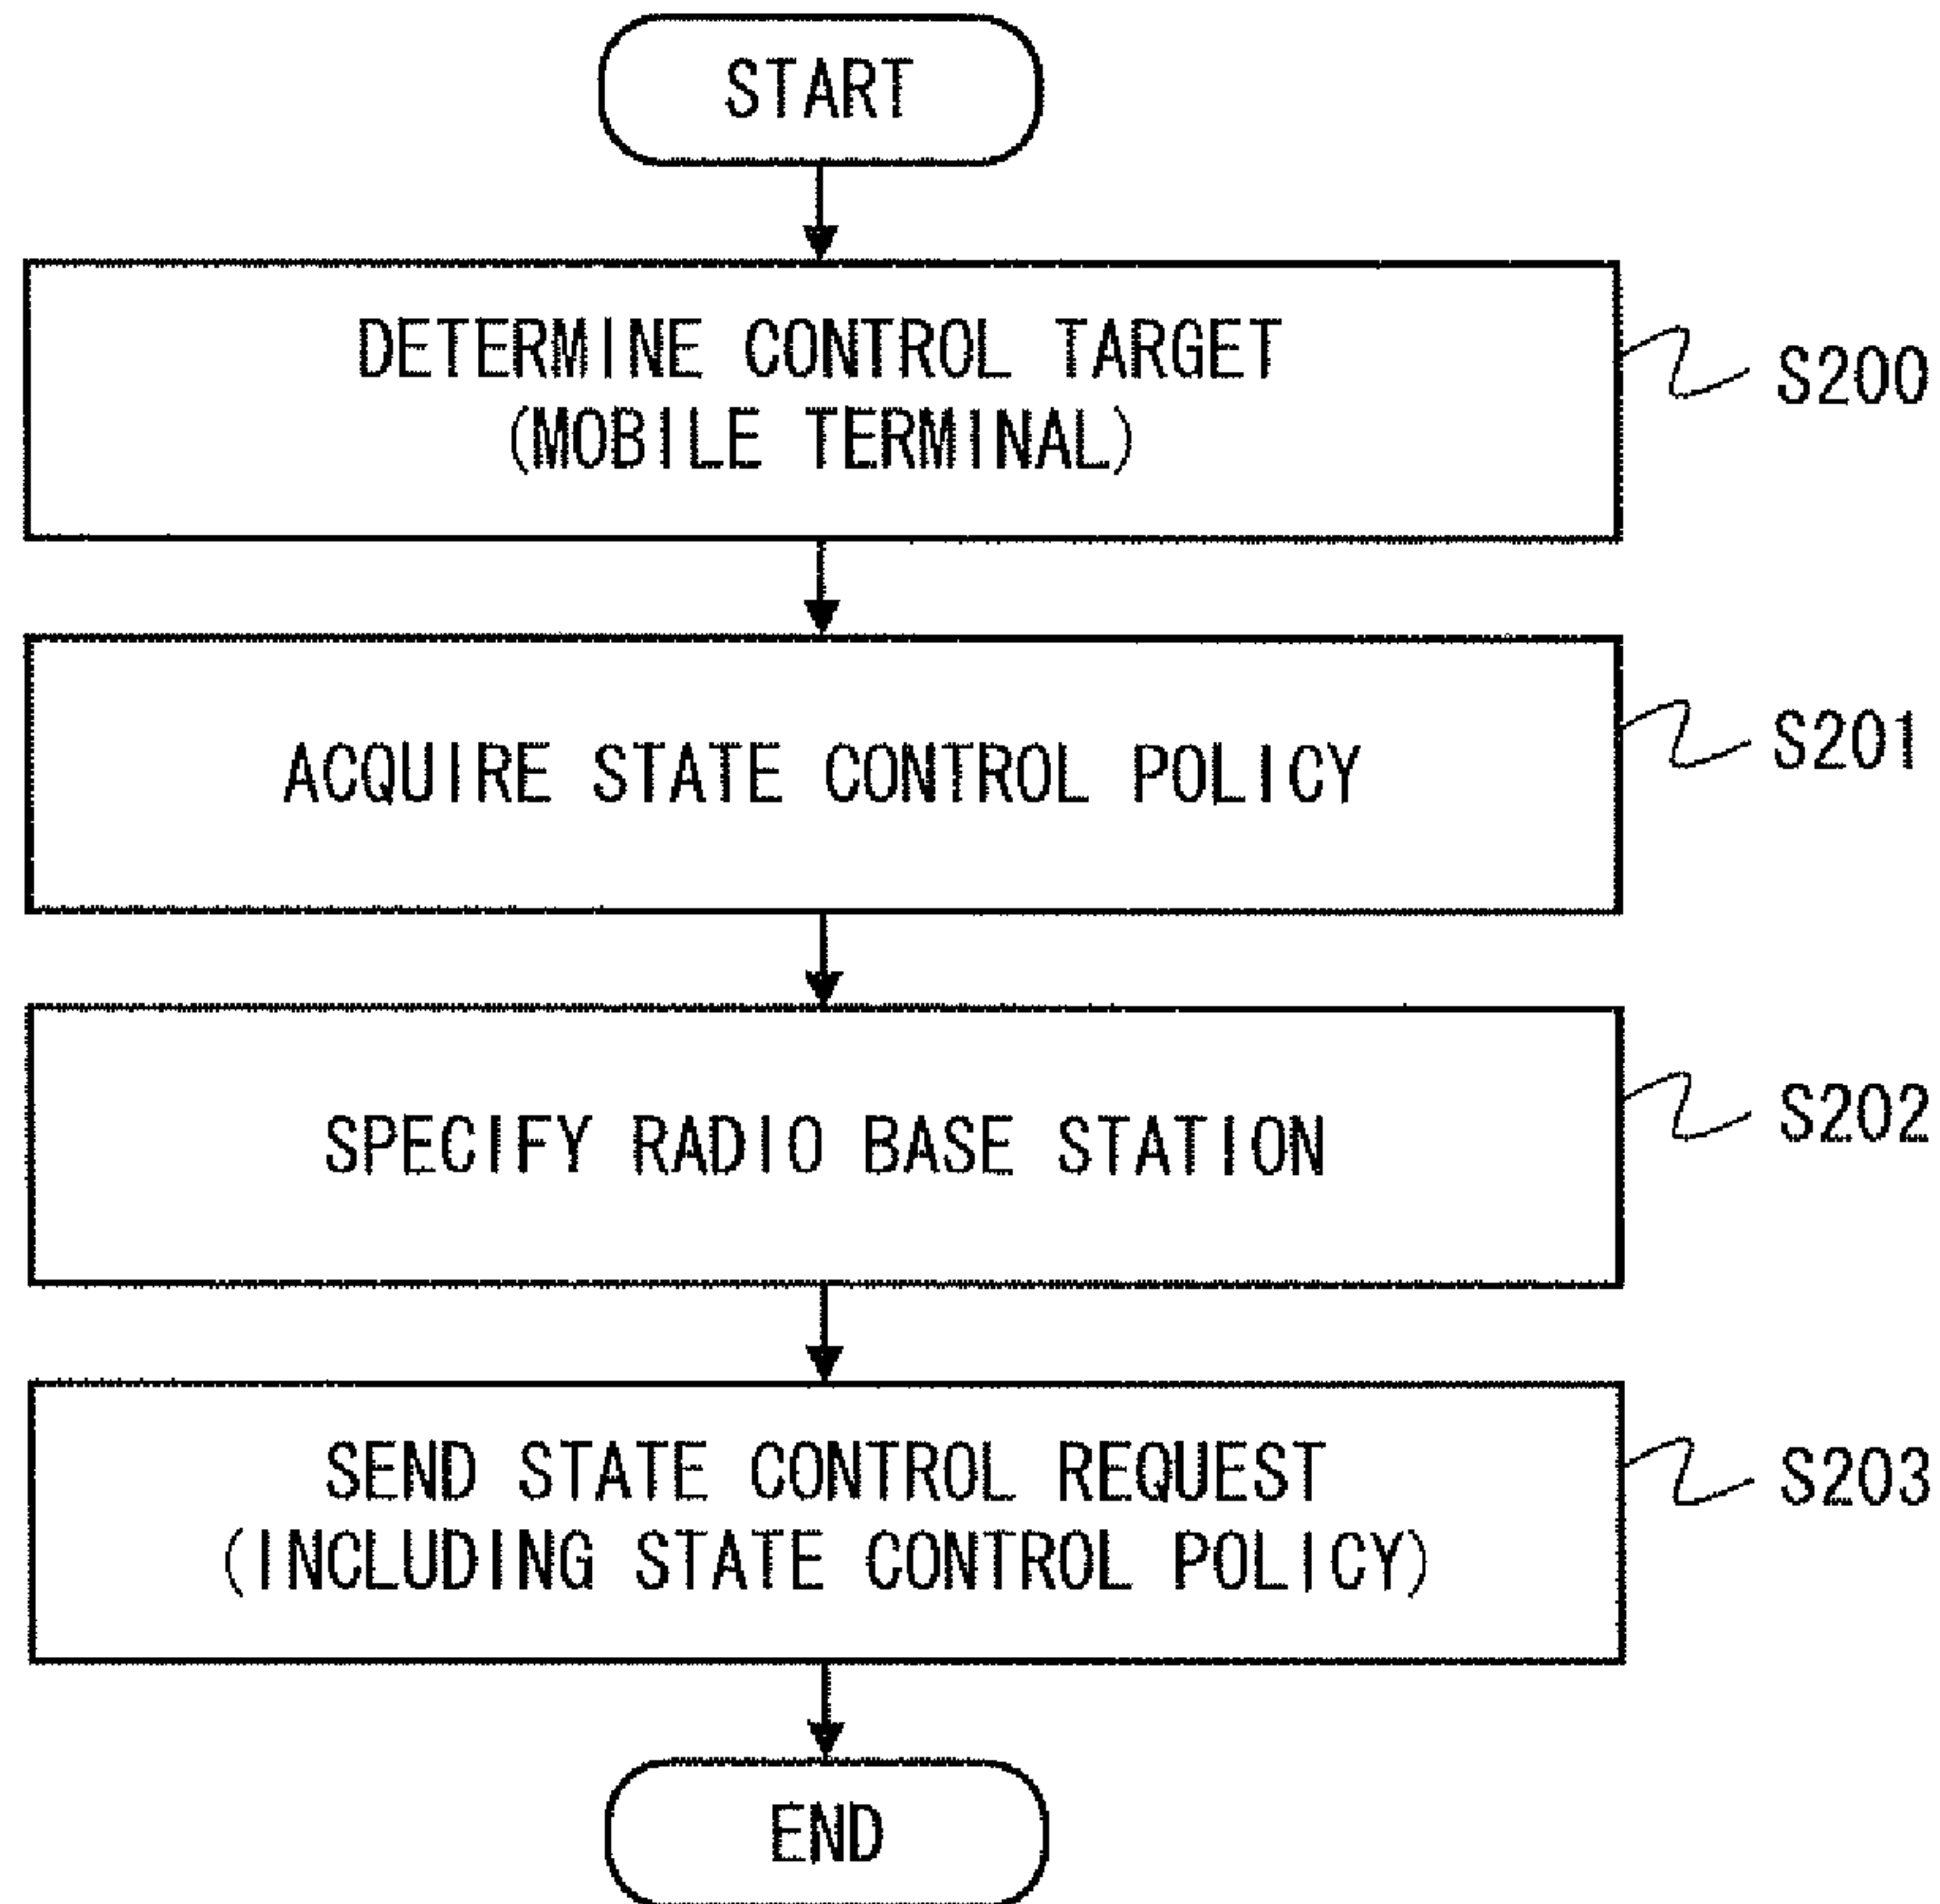 START
DETERMINE CONTROL TARGET
(MOBILE TERMINAL)
S200
ACQUIRE STATE CONTROL POLICY
S201
SPECIFY RADIO BASE STATION
S202
SEND STATE CONTROL REQUEST
(INCLUDING STATE CONTROL POLICY)
S203
END